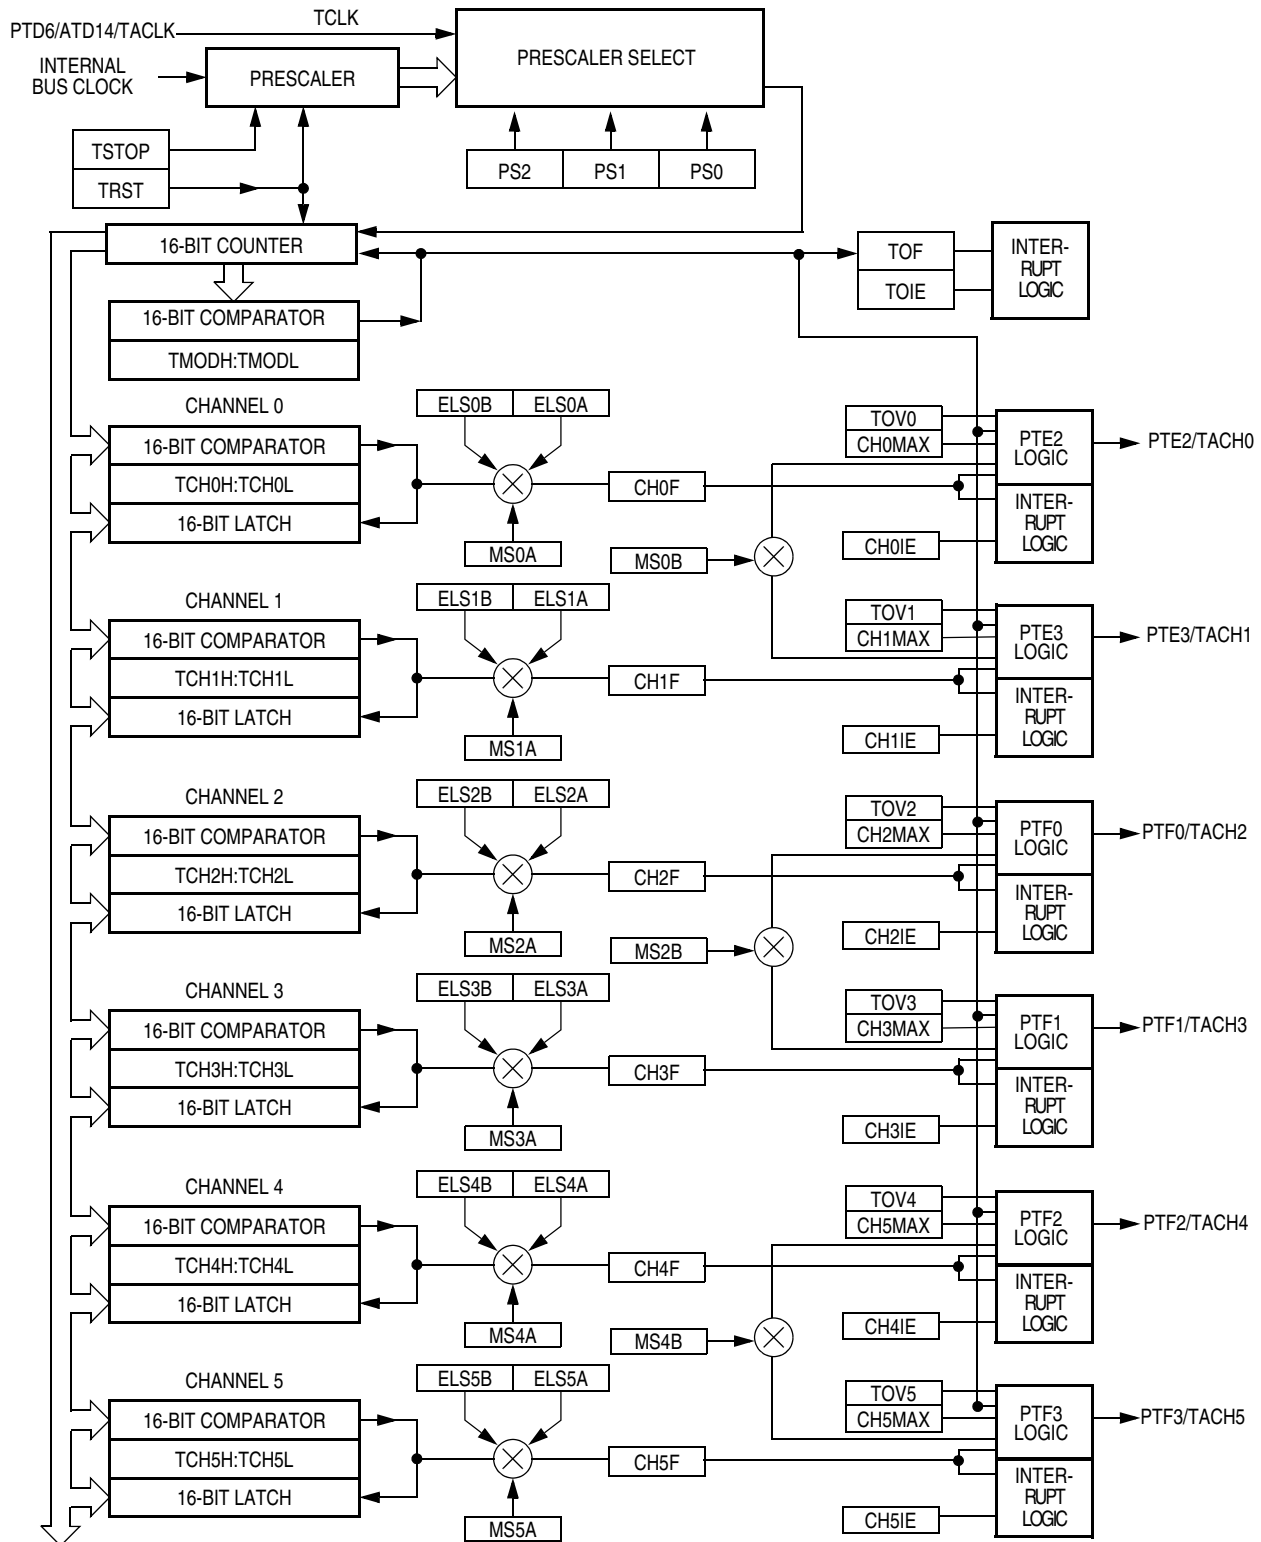 TCLK
PTD6/ATD14/TACLK
PRESCALER SELECT
INTERNAL
BUS CLOCK
PRESCALER
TSTOP
TRST
PS2 PS1 PS0
16-BIT COUNTER
TOF
TOIE
INTER-
RUPT
LOGIC
16-BIT COMPARATOR
TMODH:TMODL
CHANNEL 0
ELS0B ELS0A
TOV0
CH0MAX
PTE2
LOGIC
PTE2/TACH0
16-BIT COMPARATOR
TCH0H:TCH0L
16-BIT LATCH
CH0F
INTER-
RUPT
LOGIC
MS0A
MS0B
CH0IE
CHANNEL 1
ELS1B ELS1A
TOV1
CH1MAX
PTE3
LOGIC
PTE3/TACH1
16-BIT COMPARATOR
TCH1H:TCH1L
16-BIT LATCH
CH1F
INTER-
RUPT
LOGIC
MS1A
CH1IE
CHANNEL 2
ELS2B ELS2A
TOV2
CH2MAX
PTF0
LOGIC
PTF0/TACH2
16-BIT COMPARATOR
TCH2H:TCH2L
16-BIT LATCH
CH2F
INTER-
RUPT
LOGIC
MS2A
MS2B
CH2IE
CHANNEL 3
ELS3B ELS3A
TOV3
CH3MAX
PTF1
LOGIC
PTF1/TACH3
16-BIT COMPARATOR
TCH3H:TCH3L
16-BIT LATCH
CH3F
INTER-
RUPT
LOGIC
MS3A
CH3IE
CHANNEL 4
ELS4B ELS4A
TOV4
CH5MAX
PTF2
LOGIC
PTF2/TACH4
16-BIT COMPARATOR
TCH4H:TCH4L
16-BIT LATCH
CH4F
INTER-
RUPT
LOGIC
MS4A
MS4B
CH4IE
CHANNEL 5
ELS5B ELS5A
TOV5
CH5MAX
PTF3
LOGIC
PTF3/TACH5
16-BIT COMPARATOR
TCH5H:TCH5L
16-BIT LATCH
CH5F
INTER-
RUPT
LOGIC
MS5A
CH5IE